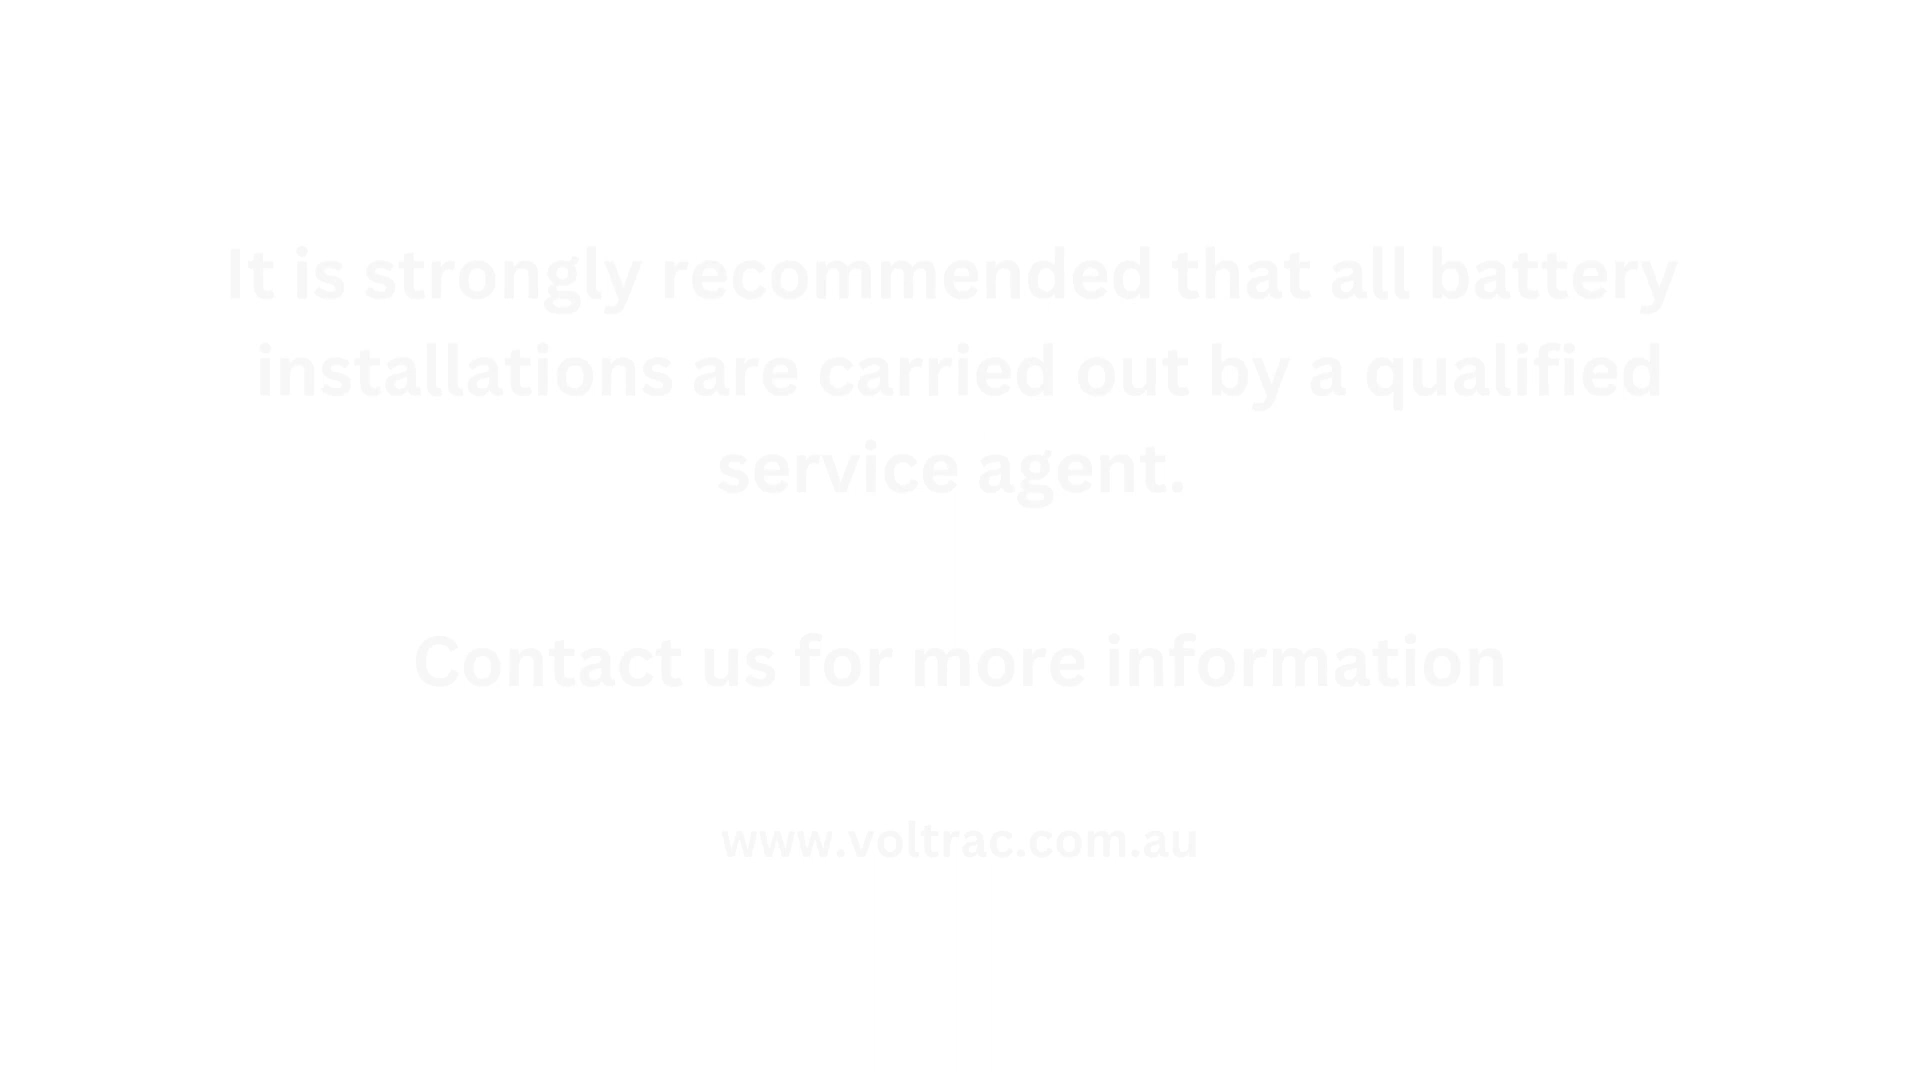 It is strongly recommended that all battery
installations are carried out by a qualified
service agent.
Contact us for more information
www.voltrac.com.au